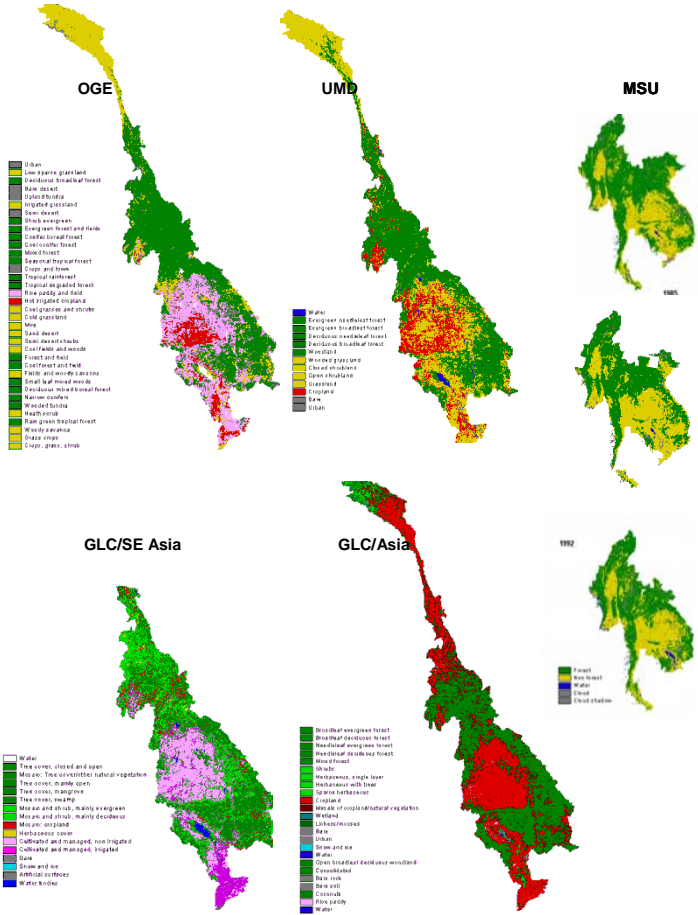 OGE
UMD
MSU
Urban
Low sparse grassland
Deciduous broadleaf forest
Bare desert
Upland tundra
Irrigated grassland
Semi desert
Shrub evergreen
Evergreen forest and fields
Conifer boreal forest
Cool conifer forest
Mixed forest
Seasonal tropical forest
Crops and town
Tropical rainforest
Tropical degraded forest
Rice paddy and field
Hot irrigated cropland
Cool grasses and shrubs
Cold grassland
Mire
Sand desert
Semi desert shrubs
Cool fields and woods
Forest and field
Cool forest and field
Fields and woody savanna
Small leaf mixed woods
Deciduous mixed boreal forest
Narrow conifers
Wooded tundra
Heath scrub
Rain green tropical forest
Woody savanna
Grass crops
Crops, grass, shrub
Water
Evergreen needleleaf forest
Evergreen broadleaf forest
Deciduous needleleaf forest
Deciduous broadleaf forest
Woodland
Wooded grassland
Closed shrubland
Open shrubland
Grassland
Cropland
Bare
Urban
1985
GLC/SE Asia
GLC/Asia
1992
Water
Tree cover, closed and open
Mosaic: Tree cover/other natural vegetation
Tree cover, mainly open
Tree cover, mangrove
Tree cover, swamp
Mosaic and shrub, mainly evergreen
Mosaic and shrub, mainly deciduous
Mosaic: cropland
Herbaceous cover
Cultivated and managed, non irrigated
Cultivated and managed, irrigated
Bare
Snow and ice
Artificial surfaces
Water bodies
Broadleaf evergreen forest
Broadleaf deciduous forest
Needleleaf evergreen forest
Needleleaf deciduous forest
Mixed forest
Shrubs
Herbaceous, single layer
Herbaceous with trees
Sparse herbaceous
Cropland
Mosaic of cropland/natural vegetation
Wetland
Lichens/mosses
Bare
Urban
Snow and ice
Water
Open broadleaf deciduous woodland
Consolidated
Bare rock
Bare soil
Coconuts
Rice paddy
Water
Forest
Non forest
Water
Cloud
Cloud shadow